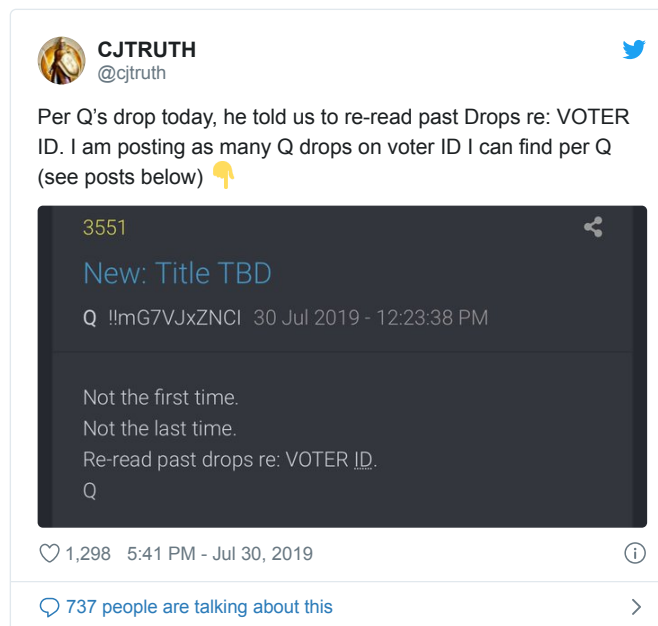 CJTRUTH
@cjtruth
Per Q’s drop today, he told us to re-read past Drops re: VOTER
ID. I am posting as many Q drops on voter ID I can find per Q
(see posts below) 👇
3551
New: Title TBD
Q !!mG7VJxZNCI 30 Jul 2019 - 12:23:38 PM
Not the first time.
Not the last time.
Re-read past drops re: VOTER ID.
Q
1,298 5:41 PM - Jul 30, 2019
737 people are talking about this